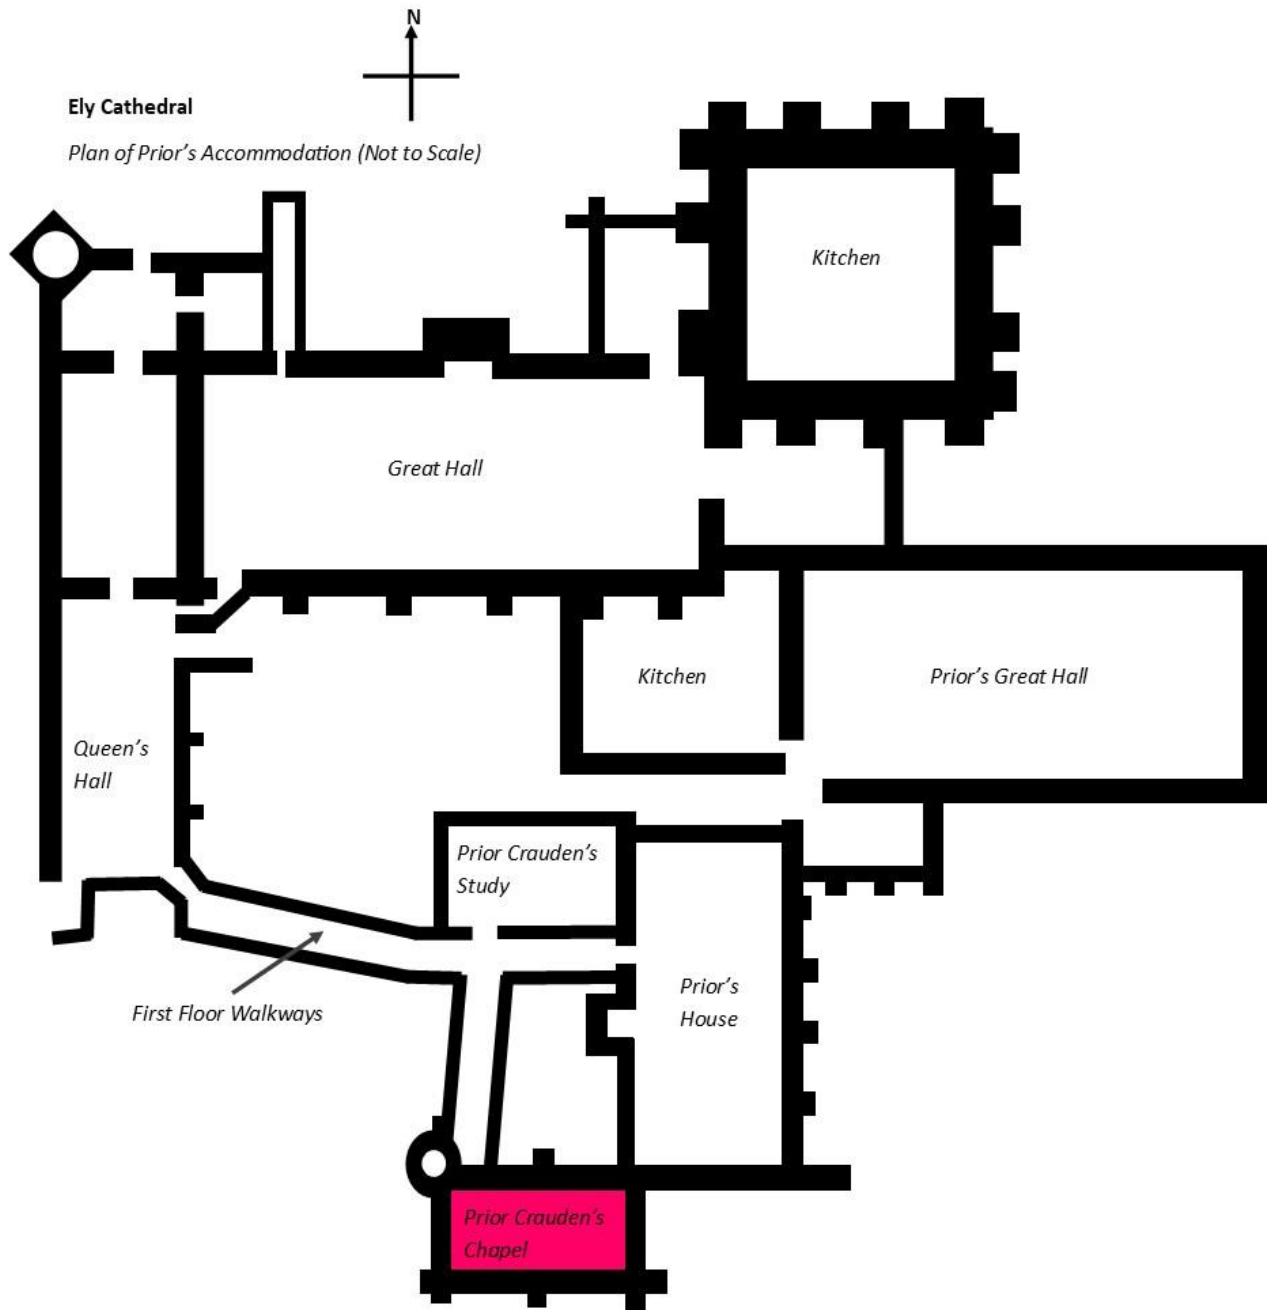 N
Ely Cathedral
Plan of Prior's Accommodation (Not to Scale)
Kitchen
Great Hall
Kitchen
Prior's Great Hall
Queen's
Hall
Prior Crauden's
Study
First Floor Walkways
Prior's
House
Prior Crauden's
Chapel